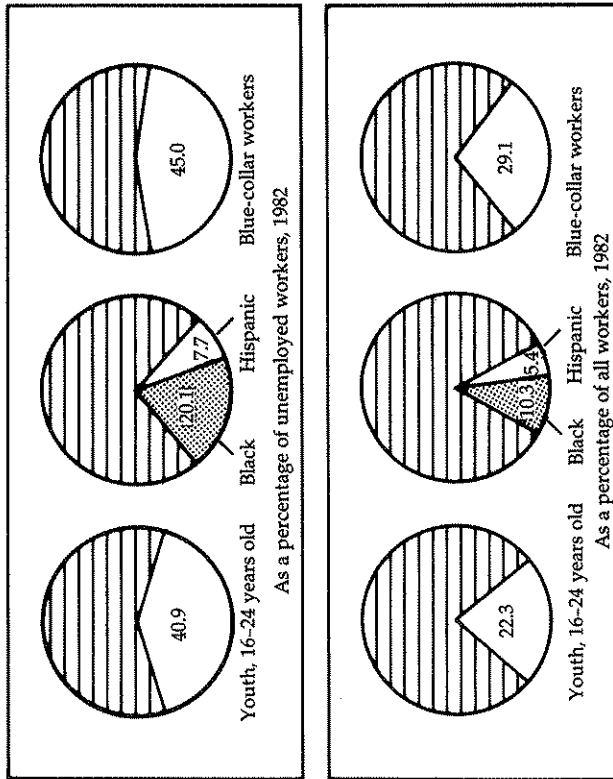 40.9
20.1
7.7
45.0
Youth, 16–24 years old
Black
Hispanic
Blue-collar workers
As a percentage of unemployed workers, 1982
22.3
10.3
5.4
29.1
Youth, 16–24 years old
Black
Hispanic
Blue-collar workers
As a percentage of all workers, 1982